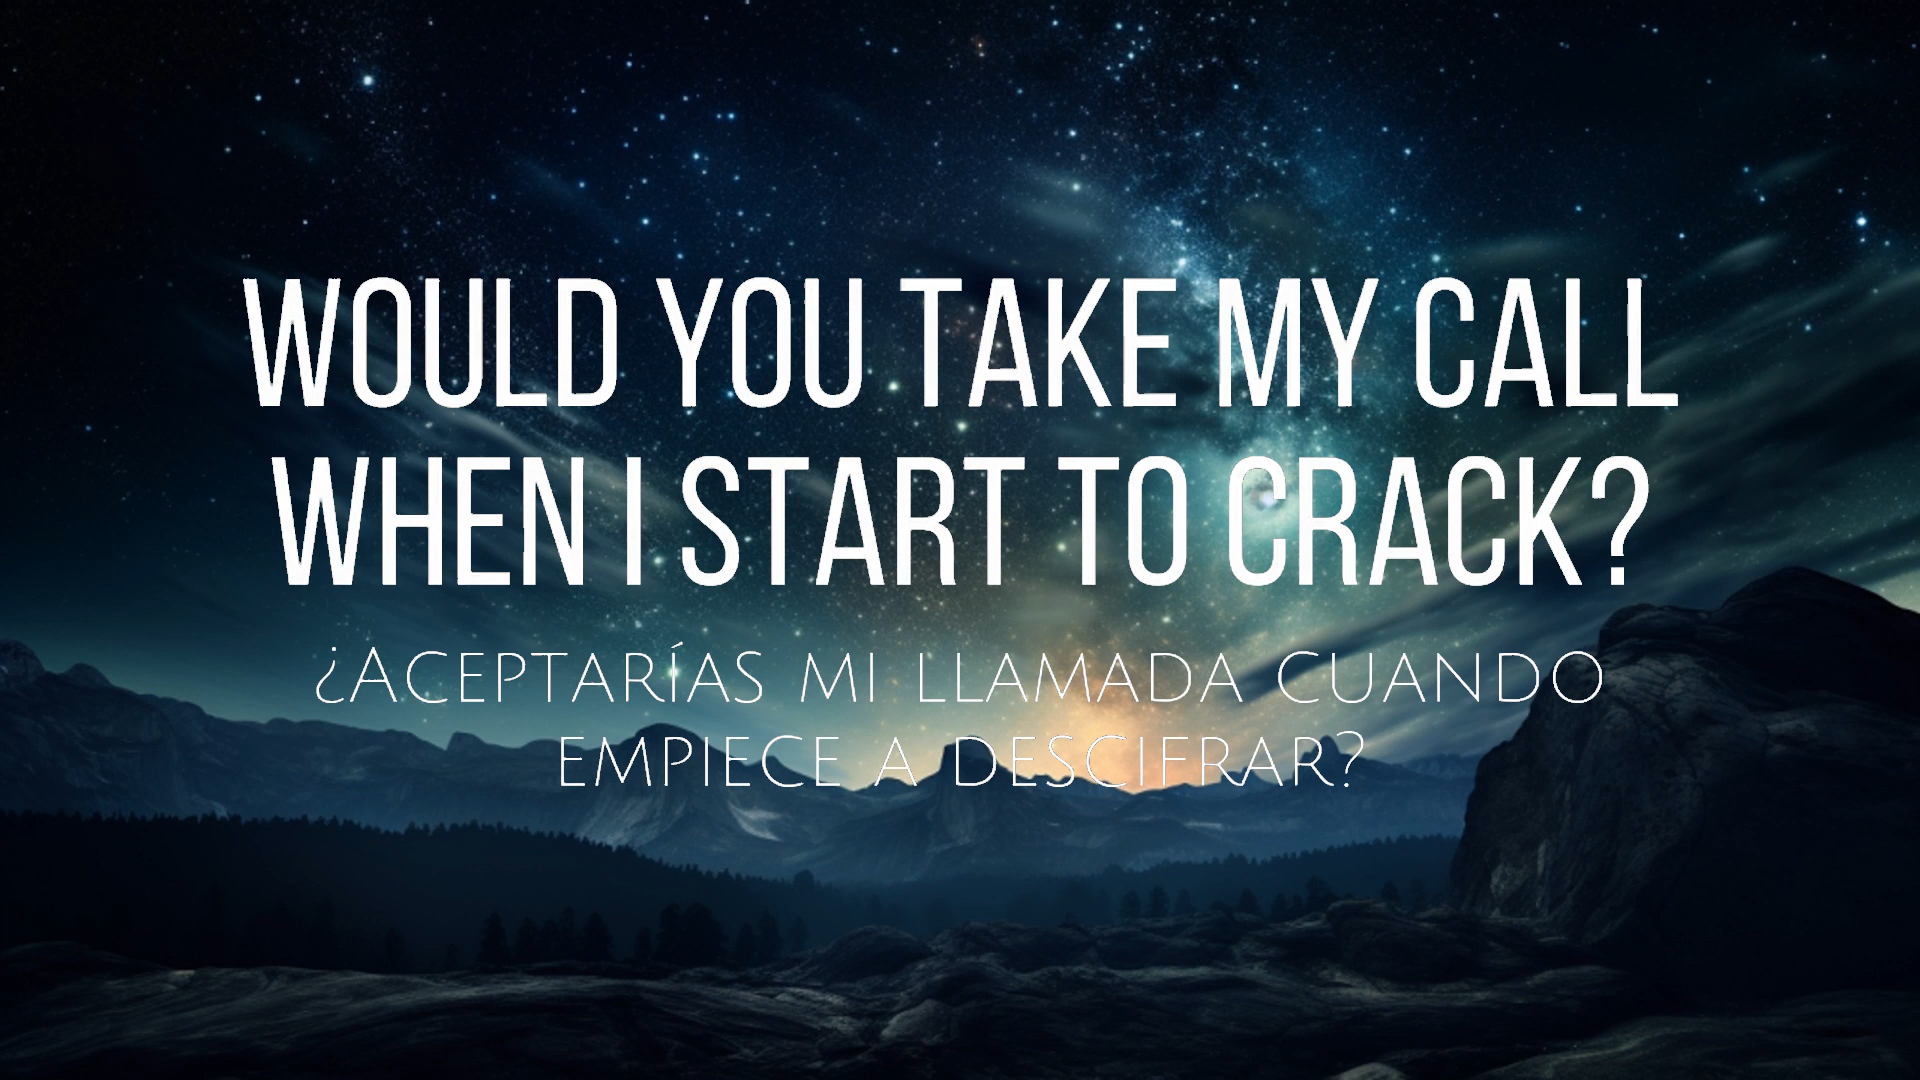 WOULD YOU TAKE MY CALL
WHEN I START TO CRACK?
¿ACEPTARÍAS MI LLAMADA CUANDO
EMPIECE A DESCIFRAR?